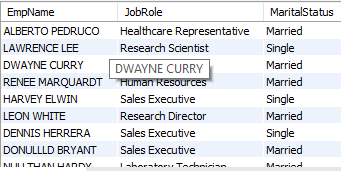 EmpName JobRole MaritalStatus
ALBERTO PEDRUCO Healthcare Representative Married
LAWRENCE LEE Research Scientist Single
DWAYNE CURRY Married
DWAYNE CURRY
RENEE MARQUARDT Human Resources Married
HARVEY ELWIN Sales Executive Single
LEON WHITE Research Director Married
DENNIS HERRERA Sales Executive Single
DONULLLD BRYANT Sales Executive Married
NULLTHAN HARDY Laboratory Technician Married